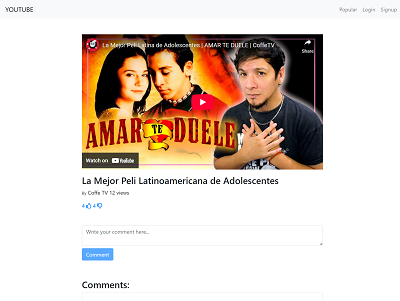 YOUTUBE
Popular Login Signup
La Mejor Peli Latina de Adolescentes | AMAR TE DUELE | CoffeTV
Share
AMAR TE DUELE
Watch on YouTube
La Mejor Peli Latinoamericana de Adolescentes
By Coffe TV 12 views
4 4
Write your comment here...
Comment
Comments: